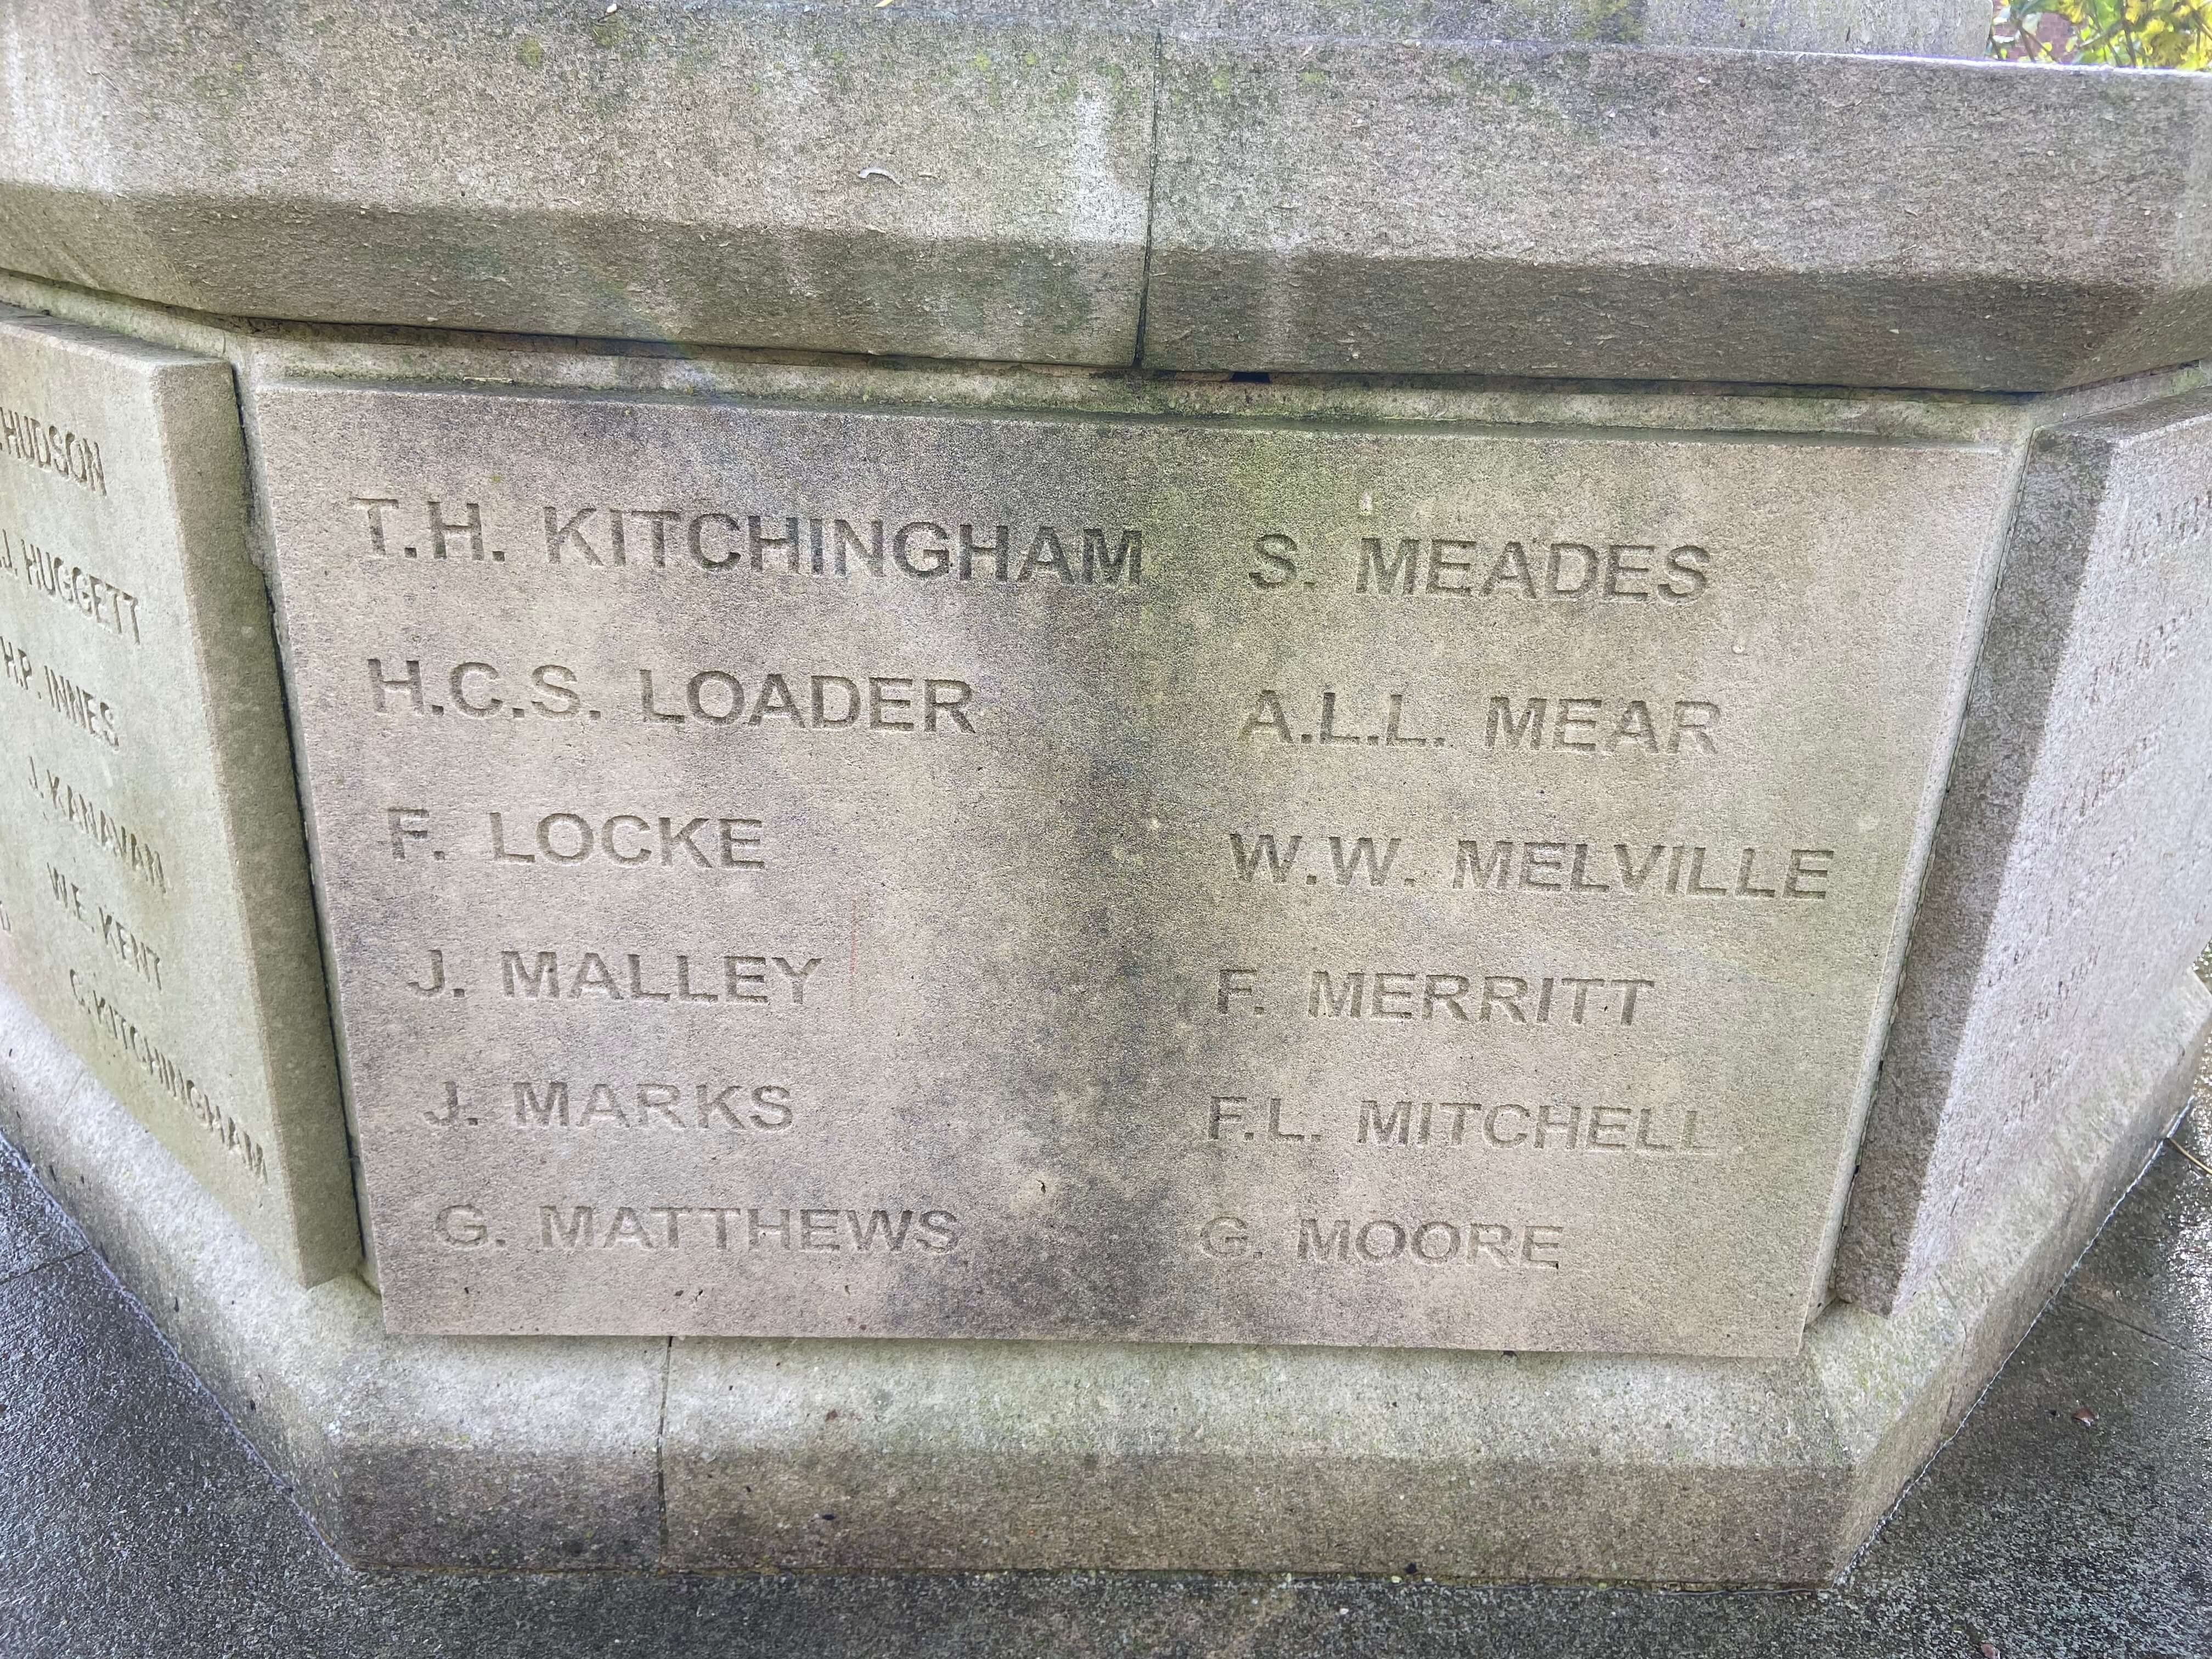 HUDSON
J. HUGGETT
H.P. INNES
J. KANAVAN
W.E. KENT
G. KITCHINGHAM
T.H. KITCHINGHAM
H.C.S. LOADER
F. LOCKE
J. MALLEY
J. MARKS
G. MATTHEWS
S. MEADES
A.L.L. MEAR
W.W. MELVILLE
F. MERRITT
F.L. MITCHELL
G. MOORE